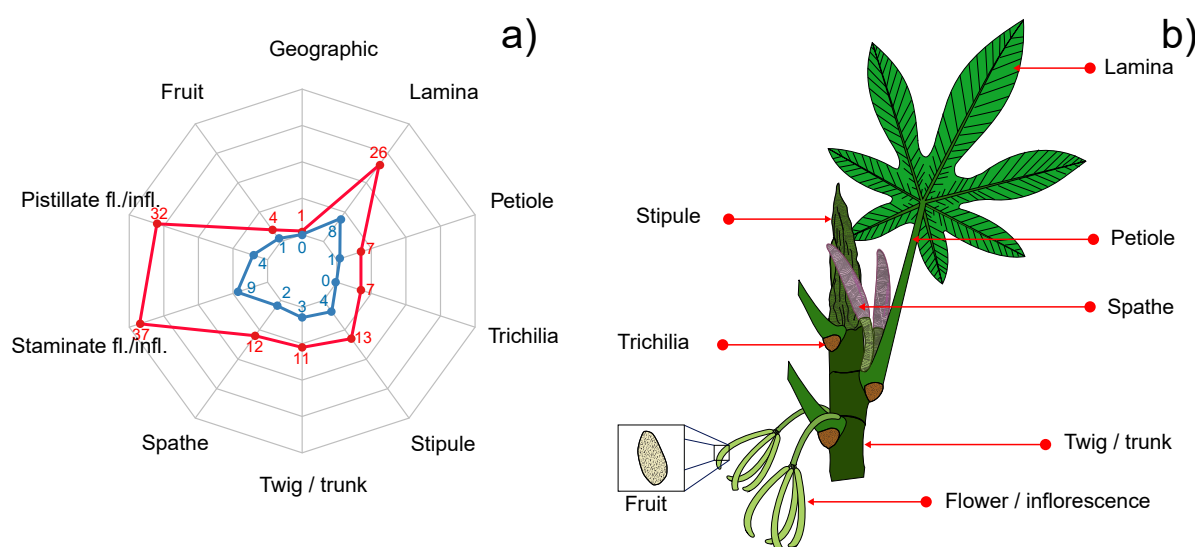 a)
Geographic
Fruit
Lamina
Pistillate fl./infl.
Petiole
Staminate fl./infl.
Trichilia
Spathe
Stipule
Twig / trunk
1
26
7
7
13
11
12
37
32
4
0
8
1
0
4
3
2
9
4
1
b)
Lamina
Stipule
Petiole
Spathe
Trichilia
Twig / trunk
Fruit
Flower / inflorescence